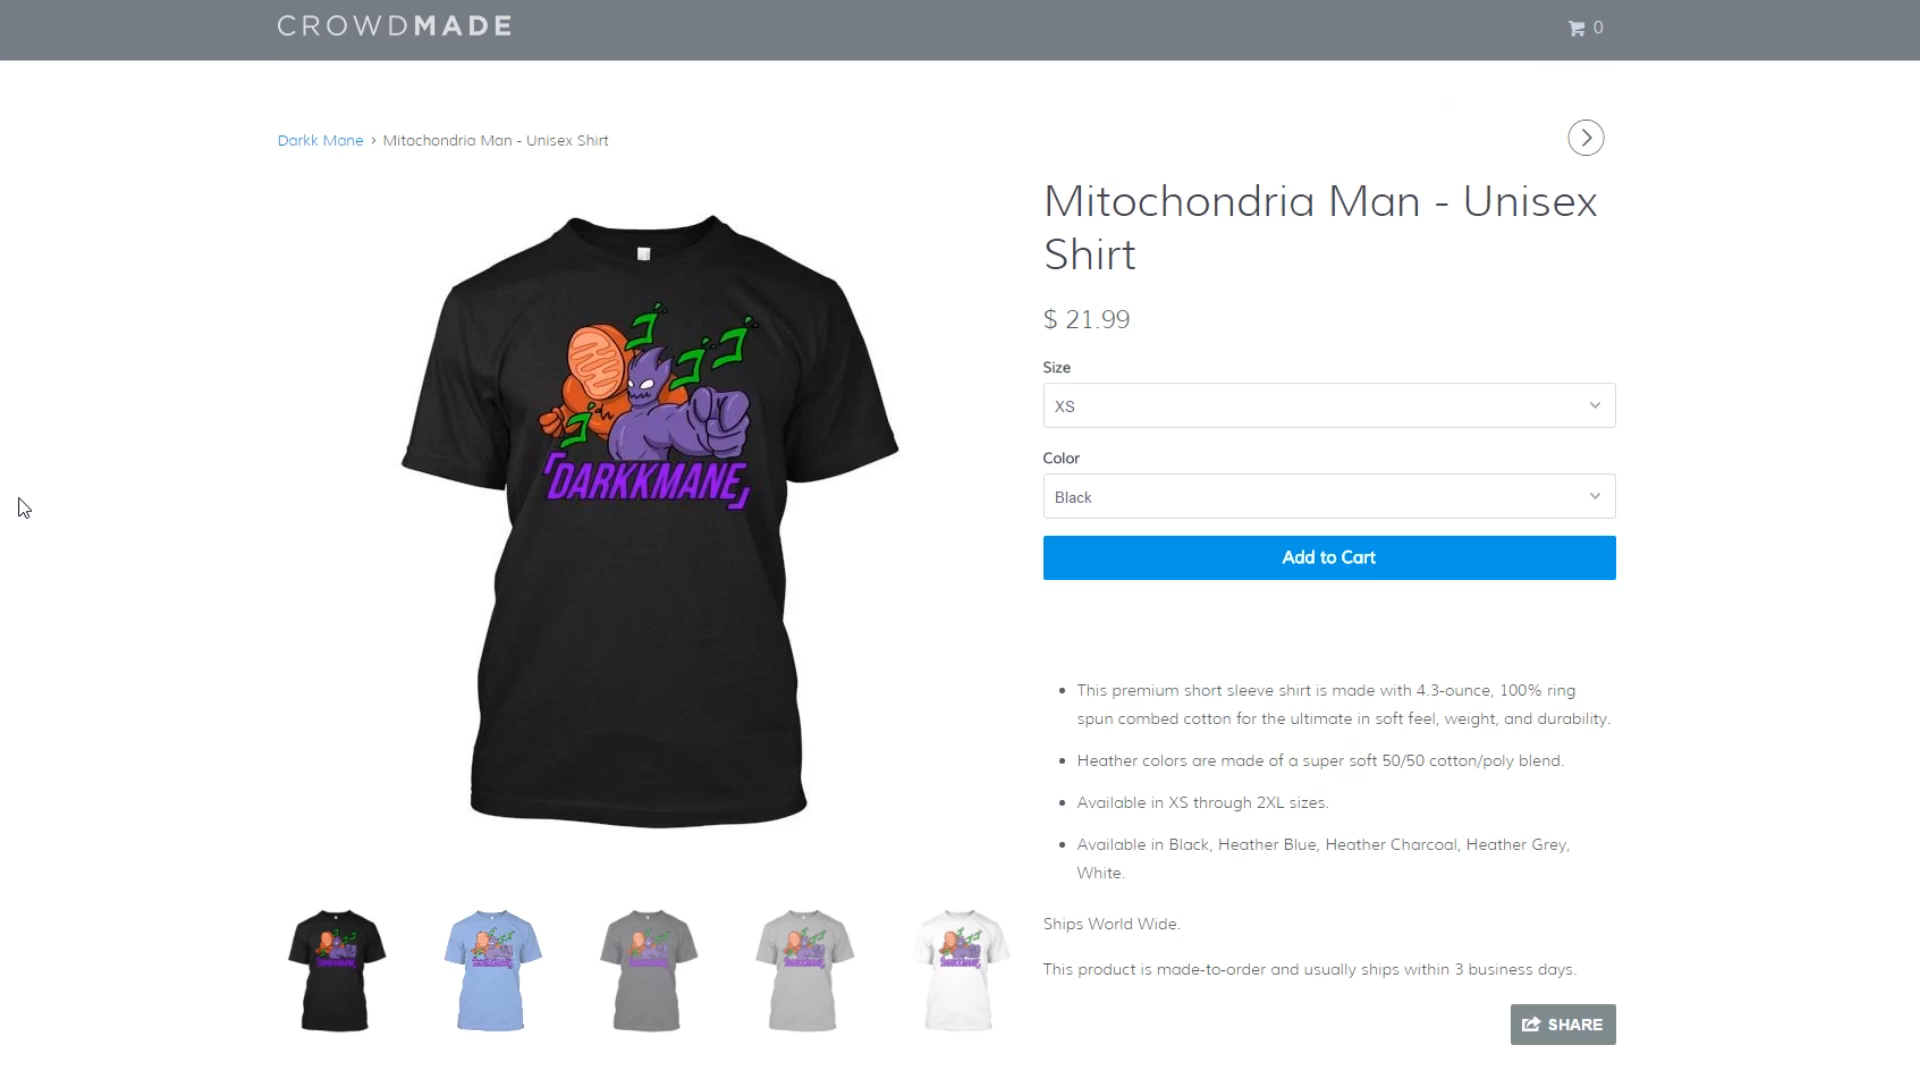 CROWDMADE
0
Darkk Mane › Mitochondria Man - Unisex Shirt
ゴ
ゴ
ゴ
ゴ
「DARKKMANE」
Mitochondria Man - Unisex
Shirt
$ 21.99
Size
XS
Color
Black
Add to Cart
• This premium short sleeve shirt is made with 4.3-ounce, 100% ring
spun combed cotton for the ultimate in soft feel, weight, and durability.
• Heather colors are made of a super soft 50/50 cotton/poly blend.
• Available in XS through 2XL sizes.
• Available in Black, Heather Blue, Heather Charcoal, Heather Grey,
White.
Ships World Wide.
This product is made-to-order and usually ships within 3 business days.
SHARE